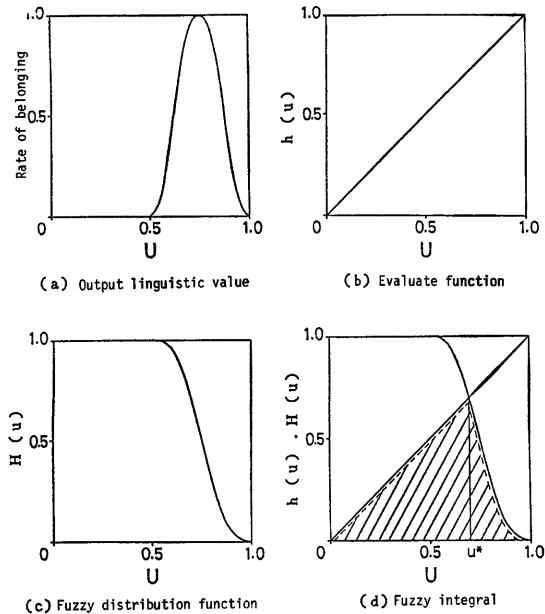 1.0
0.5
Rate of belonging
0
0.5
1.0
U
(a) Output linguistic value
1.0
0.5
h (u)
0
0.5
1.0
U
(b) Evaluate function
1.0
0.5
H (u)
0
0.5
1.0
U
(c) Fuzzy distribution function
1.0
0.5
h (u) . H (u)
0
0.5
u*
1.0
U
(d) Fuzzy integral